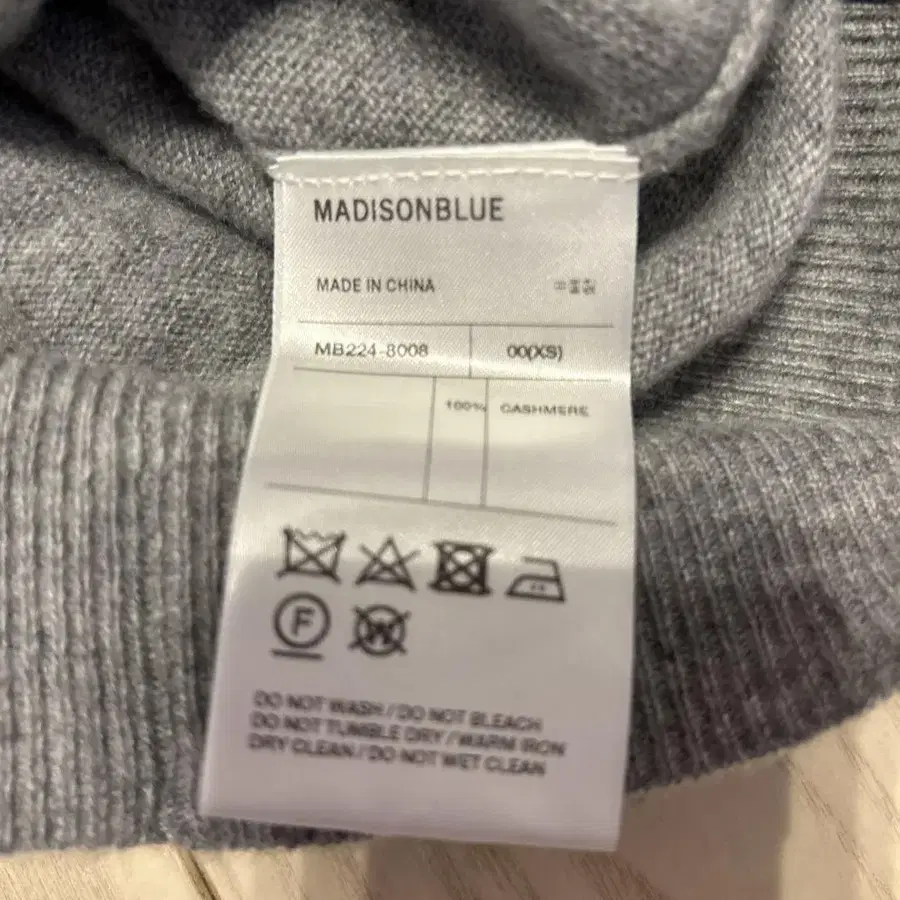 MADISONBLUE
MADE IN CHINA
MB224-8008 00(XS)
100% CASHMERE
F
W
DO NOT WASH / DO NOT BLEACH
DO NOT TUMBLE DRY / WARM IRON
DRY CLEAN / DO NOT WET CLEAN